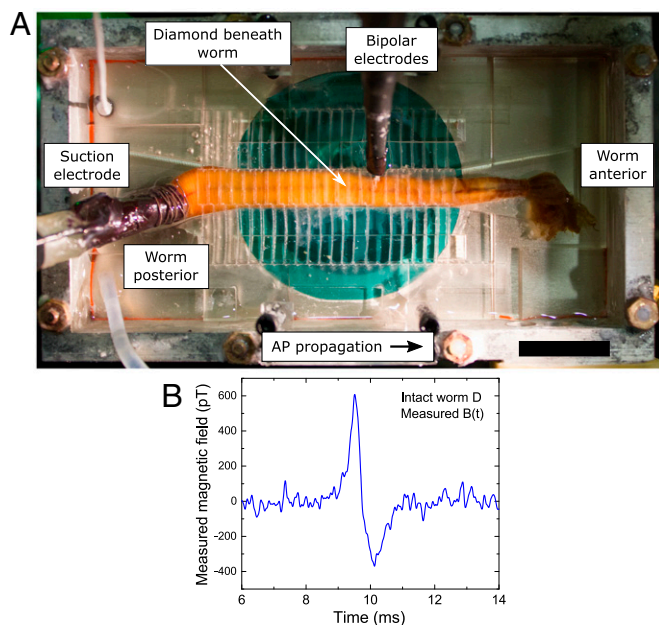 A
Diamond beneath
worm
Bipolar
electrodes
Suction
electrode
Worm
anterior
Worm
posterior
AP propagation
B
Intact worm D
Measured B(t)
Measured magnetic field (pT)
600
400
200
0
-200
-400
6
8
10
12
14
Time (ms)